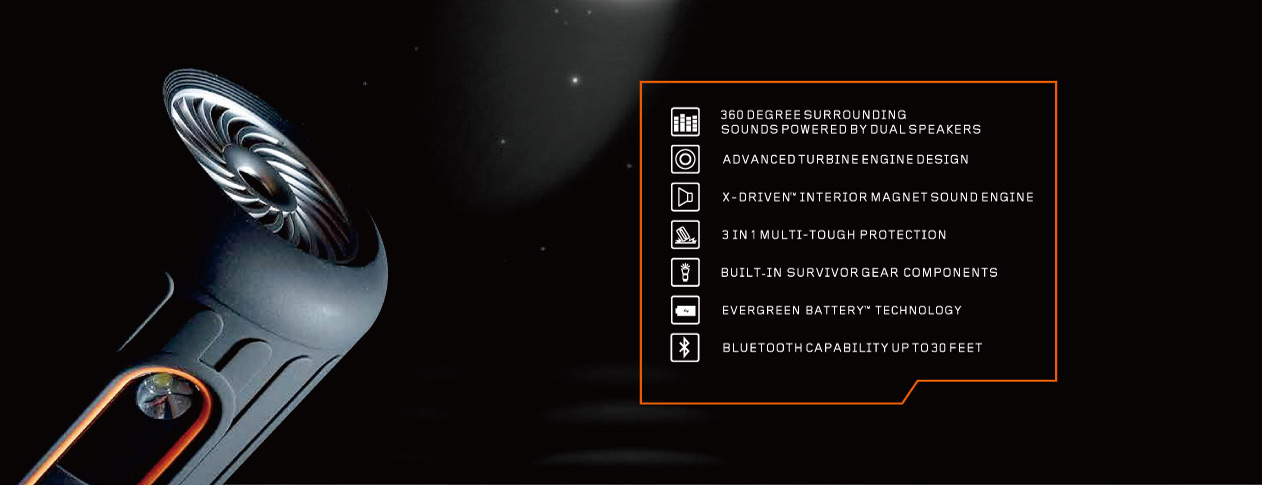 360 DEGREE SURROUNDING
SOUNDS POWERED BY DUAL SPEAKERS
ADVANCED TURBINE ENGINE DESIGN
X-DRIVEN™ INTERIOR MAGNET SOUND ENGINE
3 IN 1 MULTI-TOUGH PROTECTION
BUILT-IN SURVIVOR GEAR COMPONENTS
EVERGREEN BATTERY™ TECHNOLOGY
BLUETOOTH CAPABILITY UP TO 30 FEET